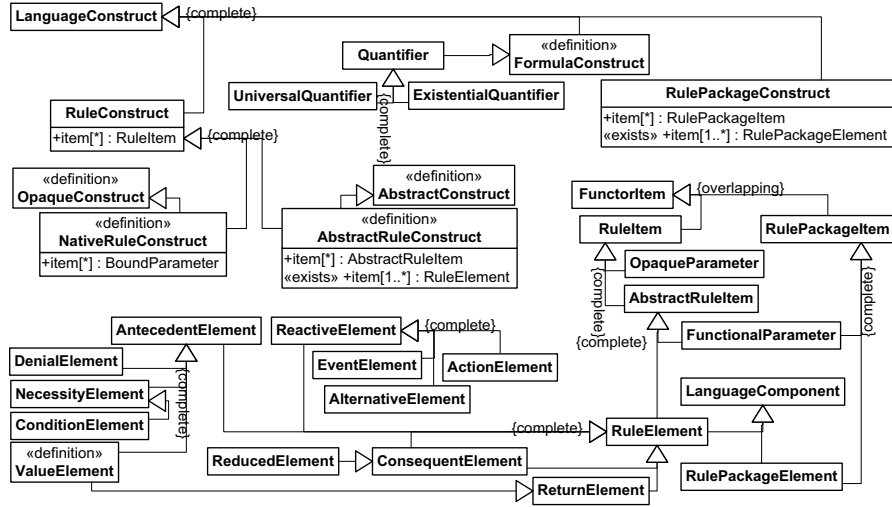 LanguageConstruct
{complete}
Quantifier
«definition»
FormulaConstruct
UniversalQuantifier
ExistentialQuantifier
{complete}
RuleConstruct
+item[*] : RuleItem
{complete}
RulePackageConstruct
+item[*] : RulePackageItem
«exists» +item[1..*] : RulePackageElement
«definition»
OpaqueConstruct
«definition»
AbstractConstruct
«definition»
NativeRuleConstruct
+item[*] : BoundParameter
«definition»
AbstractRuleConstruct
+item[*] : AbstractRuleItem
«exists» +item[1..*] : RuleElement
FunctorItem
{overlapping}
RuleItem
RulePackageItem
OpaqueParameter
{complete}
{complete}
AbstractRuleItem
{complete}
FunctionalParameter
AntecedentElement
ReactiveElement
{complete}
DenialElement
EventElement
ActionElement
{complete}
NecessityElement
AlternativeElement
LanguageComponent
ConditionElement
{complete}
RuleElement
«definition»
ValueElement
ReducedElement
ConsequentElement
RulePackageElement
ReturnElement